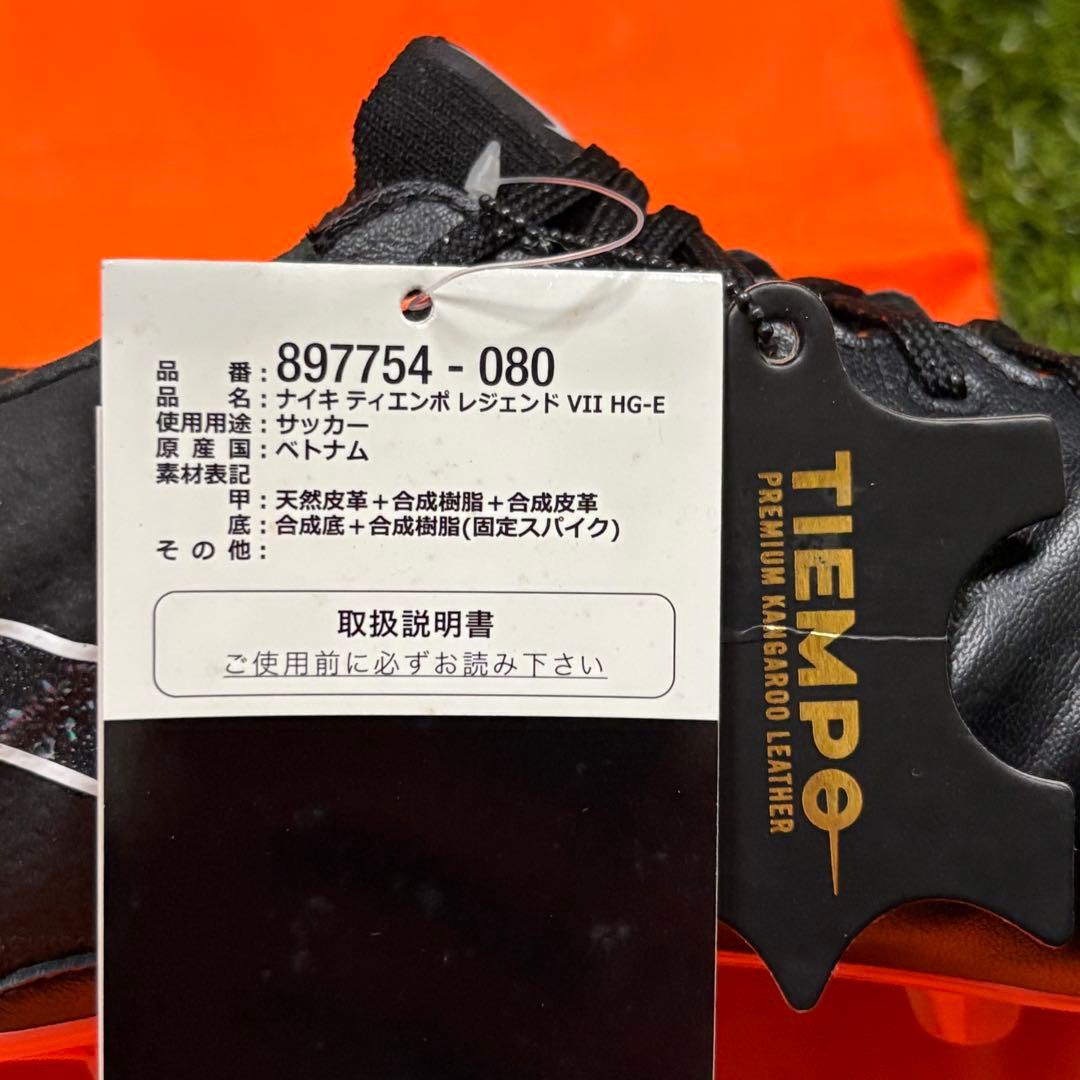 品 番 : 897754 - 080
品 名 : ナイキ ティエンポ レジェンド VII HG-E
使用用途 : サッカー
原 産 国 : ベトナム
素材表記
甲 : 天然皮革＋合成樹脂＋合成皮革
底 : 合成底＋合成樹脂(固定スパイク)
そ の 他 :
取扱説明書
ご使用前に必ずお読み下さい
TIEMPO
PREMIUM KANGAROO LEATHER